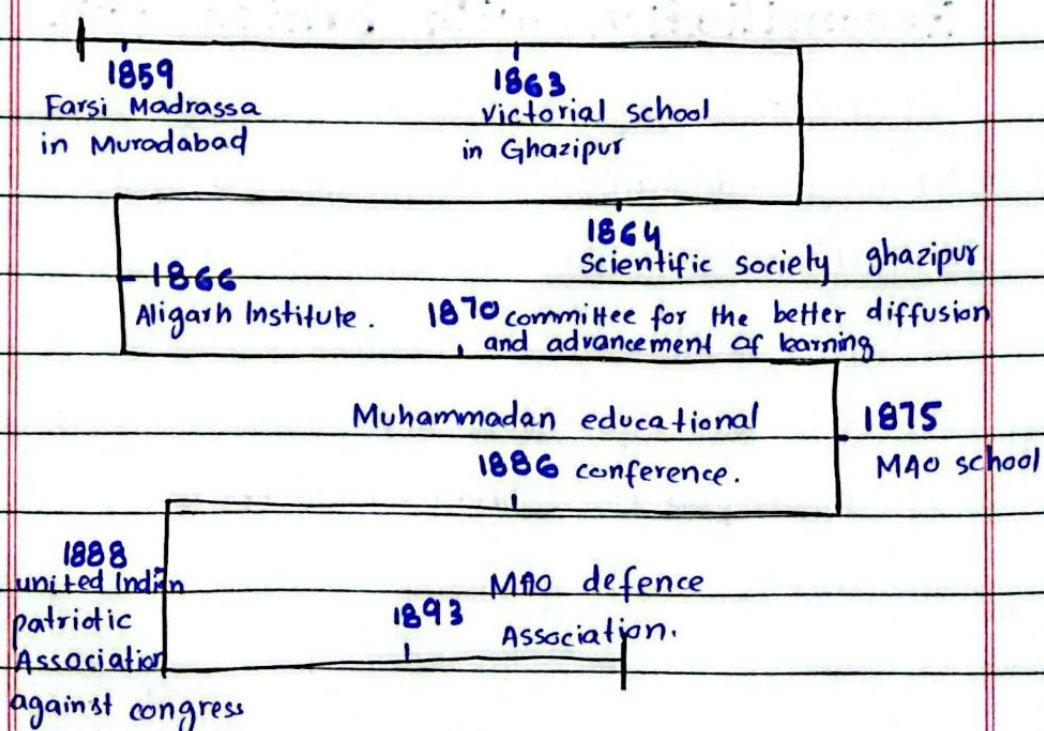 1859
Farsi Madrassa
in Muradabad
1863
victorial school
in Ghazipur
1864
Scientific society ghazipur
1866
Aligarh Institute.
1870 committee for the better diffusion
and advancement of learning
1875
MAO school
Muhammadan educational
1886 conference.
1888
united Indian
patriotic
Association
against congress
1893
MAO defence
Association.